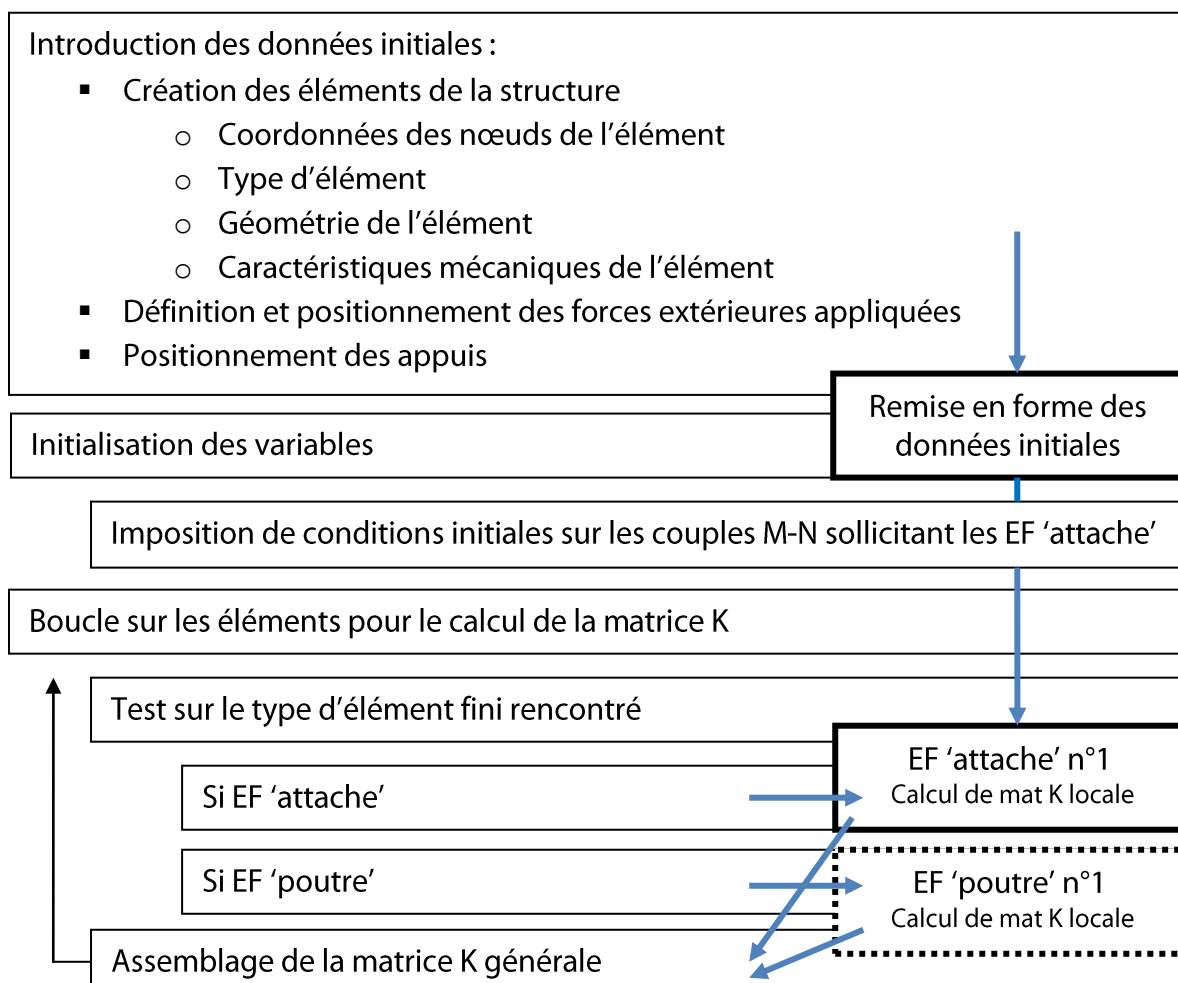 Introduction des données initiales :
▪ Création des éléments de la structure
o Coordonnées des nœuds de l’élément
o Type d’élément
o Géométrie de l’élément
o Caractéristiques mécaniques de l’élément
▪ Définition et positionnement des forces extérieures appliquées
▪ Positionnement des appuis
Remise en forme des
données initiales
Initialisation des variables
Imposition de conditions initiales sur les couples M-N sollicitant les EF ‘attache’
Boucle sur les éléments pour le calcul de la matrice K
Test sur le type d’élément fini rencontré
EF ‘attache’ n°1
Calcul de mat K locale
Si EF ‘attache’
Si EF ‘poutre’
EF ‘poutre’ n°1
Calcul de mat K locale
Assemblage de la matrice K générale